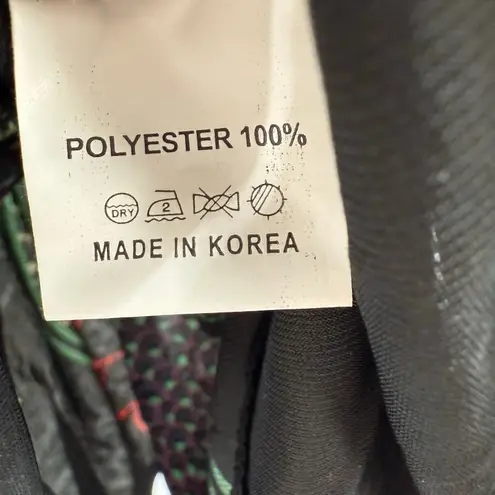 POLYESTER 100%
DRY 2
MADE IN KOREA